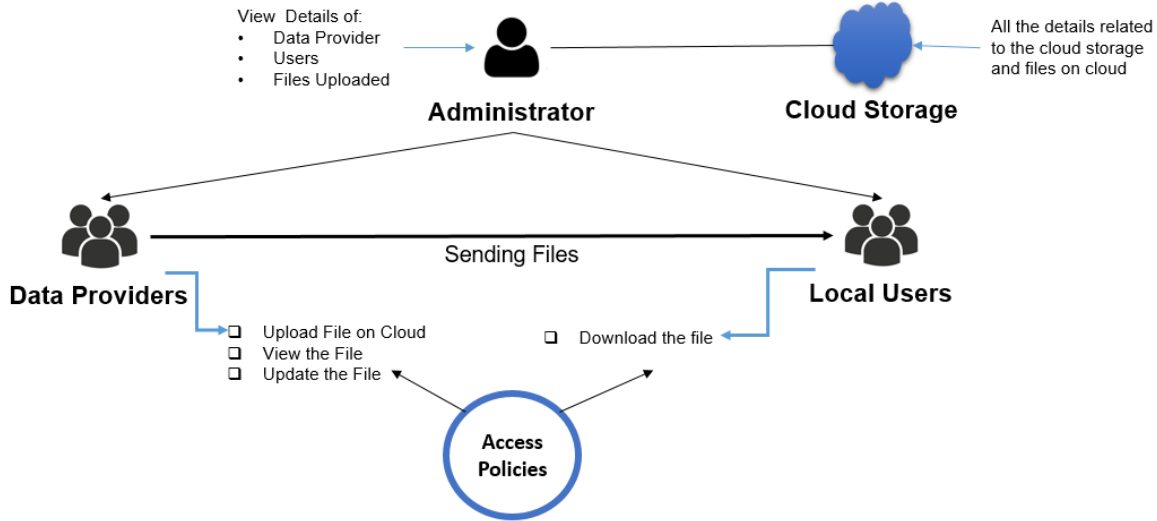 View Details of:
• Data Provider
• Users
• Files Uploaded
All the details related
to the cloud storage
and files on cloud
Administrator
Cloud Storage
Sending Files
Data Providers
Local Users
❑ Upload File on Cloud
❑ View the File
❑ Update the File
❑ Download the file
Access
Policies